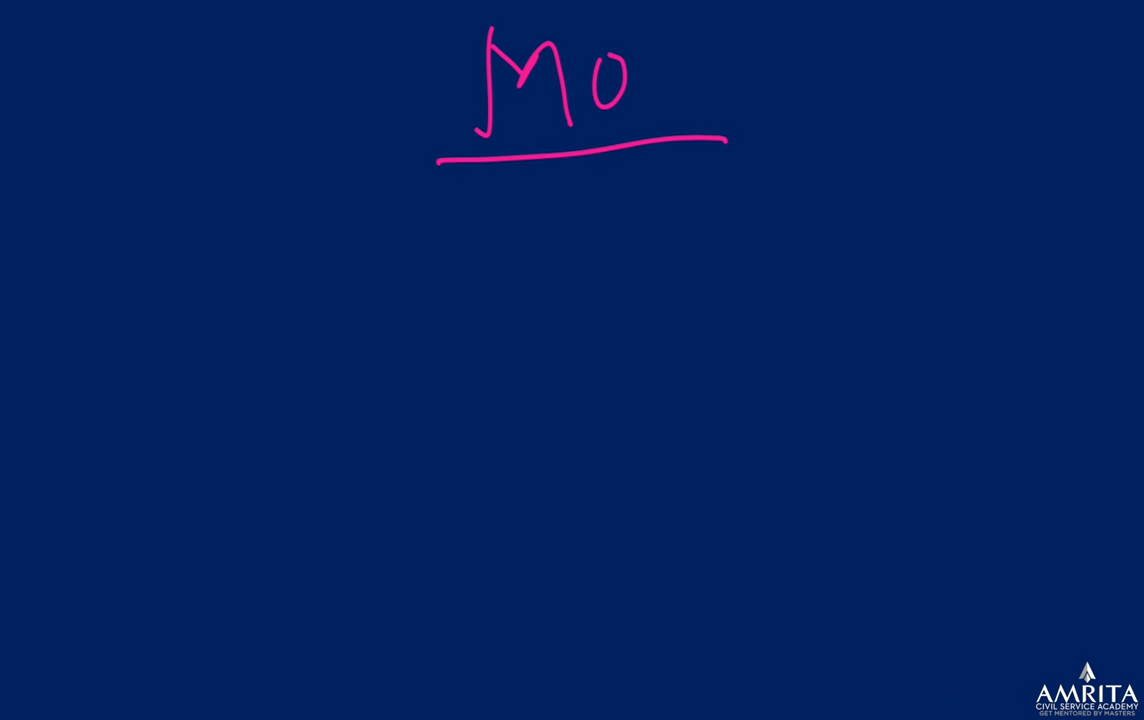 Mo
AMRITA
CIVIL SERVICE ACADEMY
GET MENTORED BY MASTERS